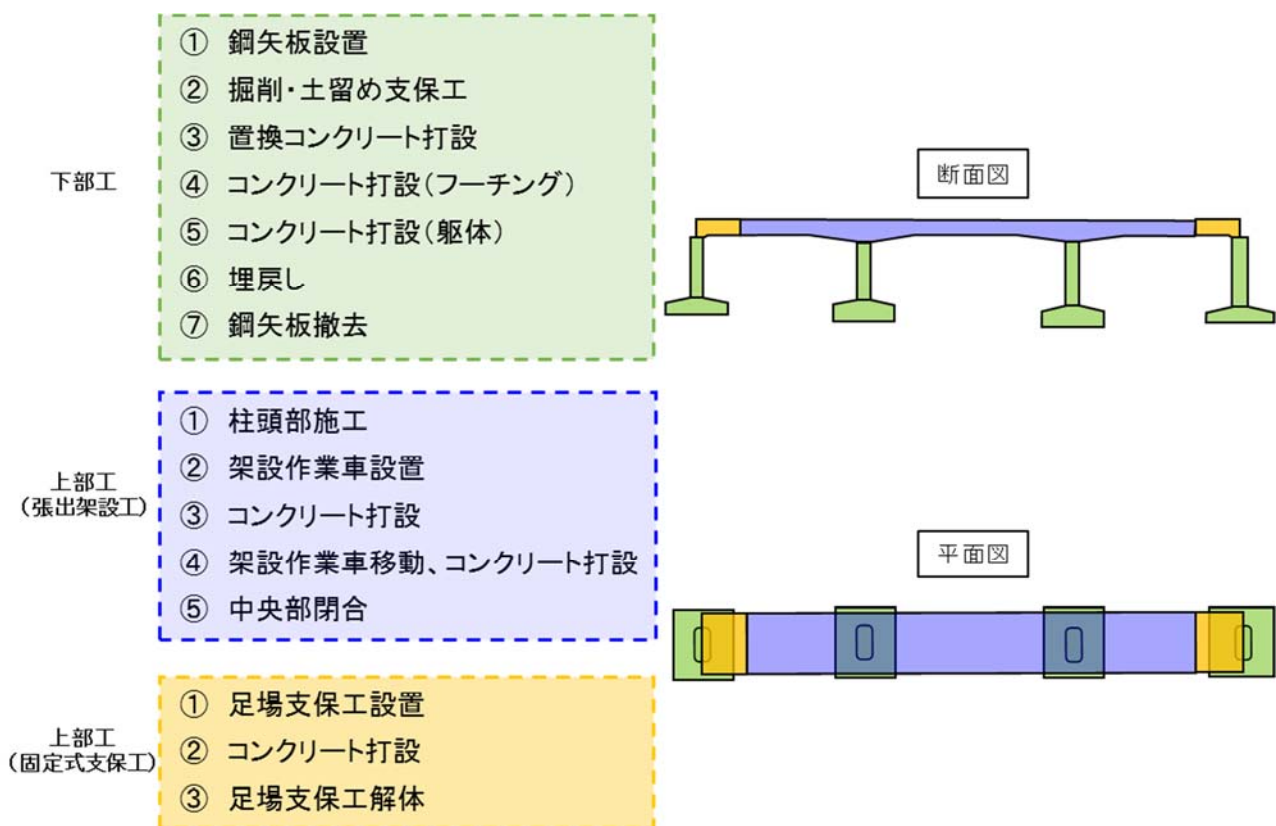 下部工
① 鋼矢板設置
② 掘削・土留め支保工
③ 置換コンクリート打設
④ コンクリート打設(フーチング)
⑤ コンクリート打設(躯体)
⑥ 埋戻し
⑦ 鋼矢板撤去
上部工
(張出架設工)
① 柱頭部施工
② 架設作業車設置
③ コンクリート打設
④ 架設作業車移動、コンクリート打設
⑤ 中央部閉合
上部工
(固定式支保工)
① 足場支保工設置
② コンクリート打設
③ 足場支保工解体
断面図
平面図